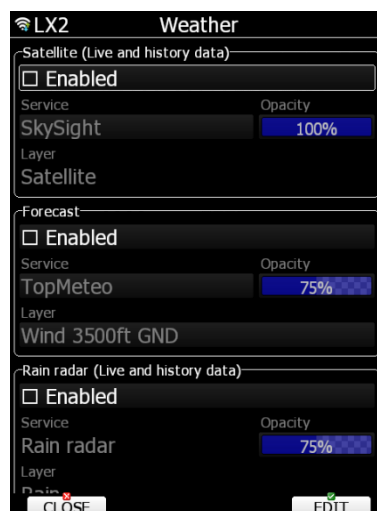 LX2 Weather
Satellite (Live and history data)
Enabled
Service Opacity
SkySight 100%
Layer
Satellite
Forecast
Enabled
Service Opacity
TopMeteo 75%
Layer
Wind 3500ft GND
Rain radar (Live and history data)
Enabled
Service Opacity
Rain radar 75%
Layer
Rain
CLOSE EDIT